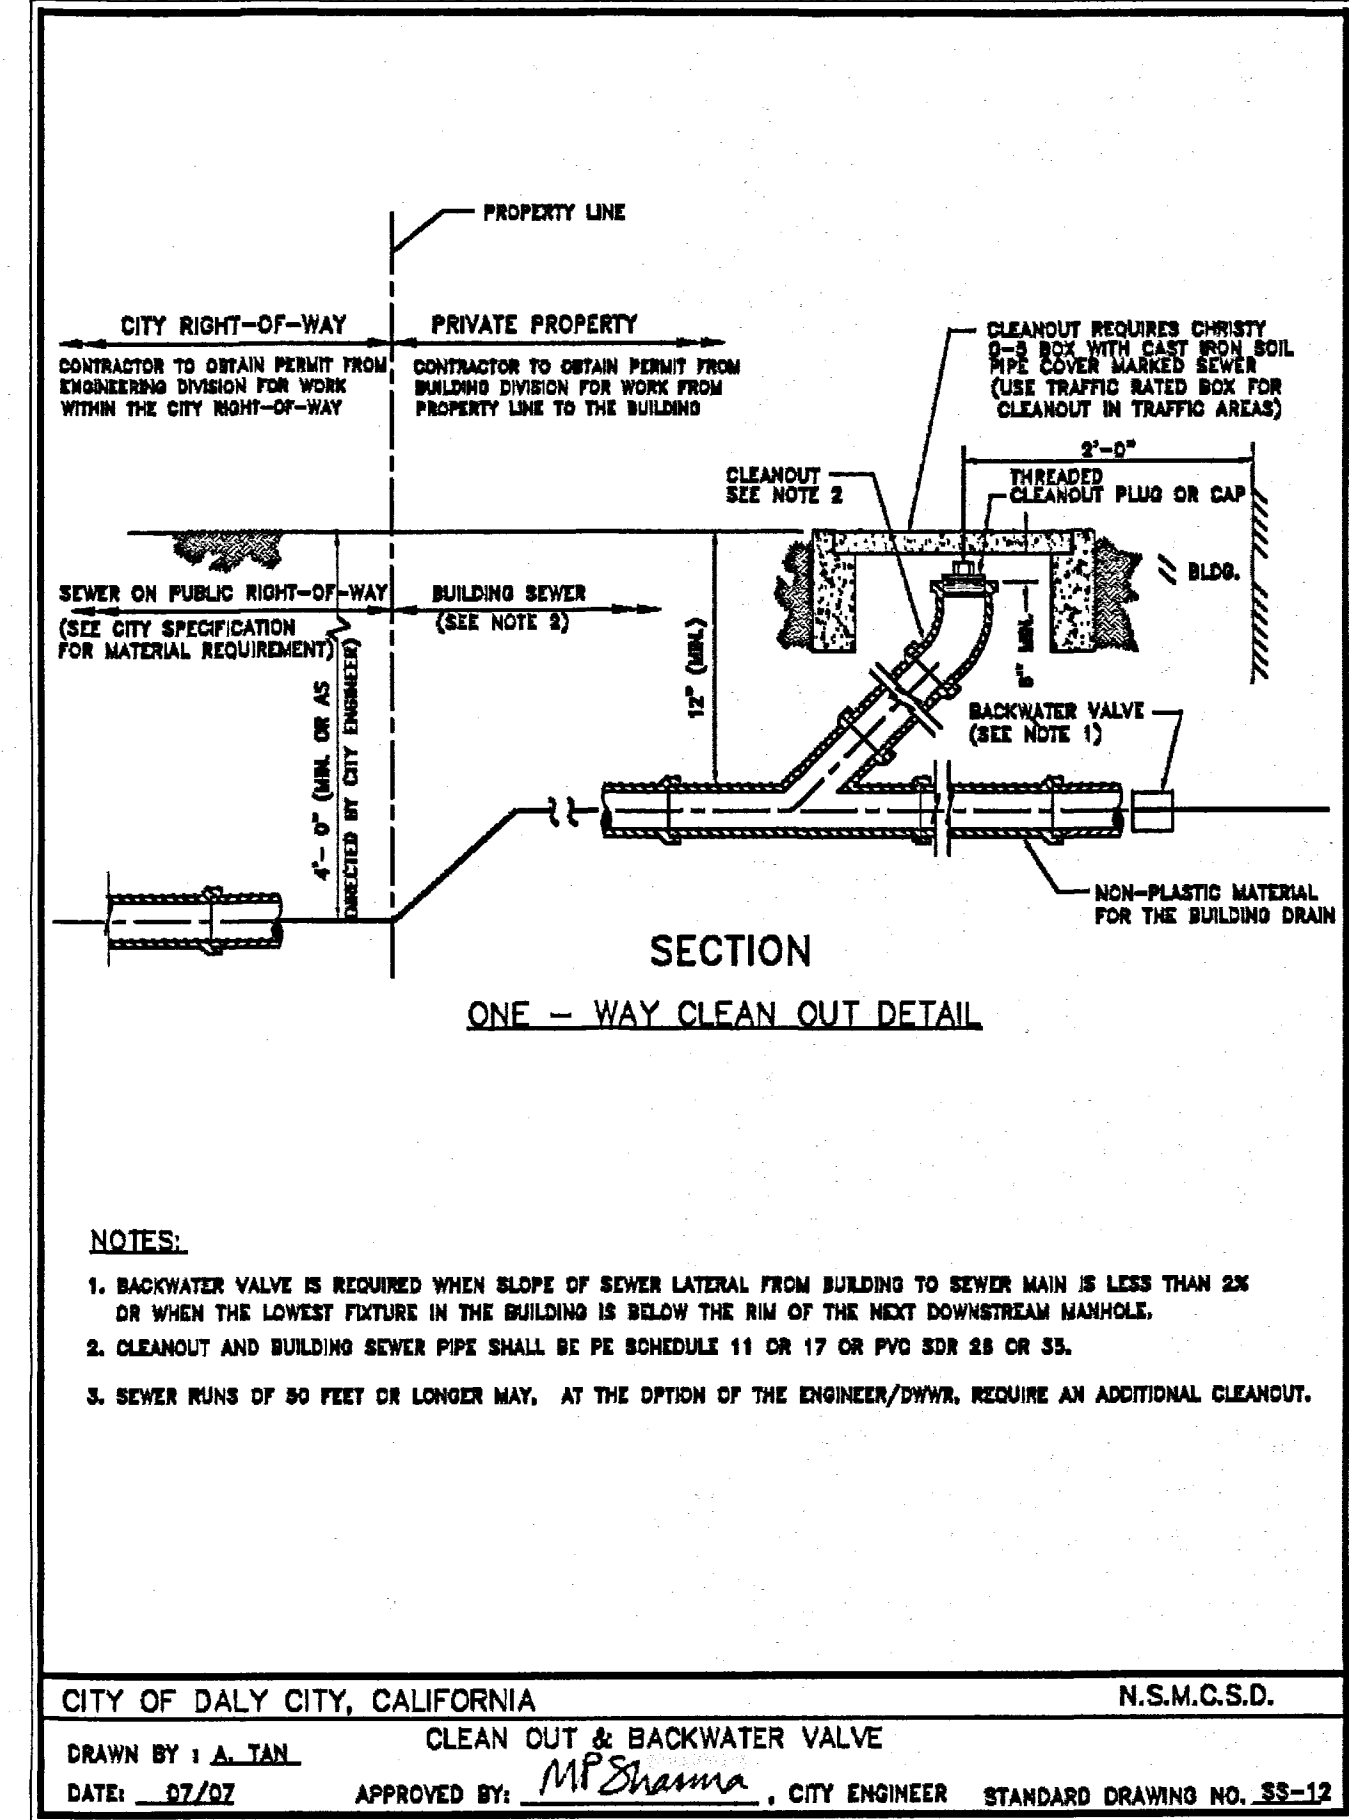 PROPERTY LINE
CITY RIGHT-OF-WAY
PRIVATE PROPERTY
CONTRACTOR TO OBTAIN PERMIT FROM
ENGINEERING DIVISION FOR WORK
WITHIN THE CITY RIGHT-OF-WAY
CONTRACTOR TO OBTAIN PERMIT FROM
BUILDING DIVISION FOR WORK FROM
PROPERTY LINE TO THE BUILDING
CLEANOUT REQUIRES CHRISTY
BOX WITH CAST IRON SOIL
PIPE COVER MARKED SEWER
(USE TRAFFIC RATED BOX FOR
CLEANOUT IN TRAFFIC AREAS)
2'-0"
CLEANOUT
SEE NOTE 2
THREADED
CLEANOUT PLUG OR CAP
BLDG.
SEWER ON PUBLIC RIGHT-OF-WAY
(SEE CITY SPECIFICATION
FOR MATERIAL REQUIREMENT)
BUILDING SEWER
(SEE NOTE 2)
4'-0" (MIN. OR AS
DIRECTED BY CITY ENGINEER)
12" (MIN.)
MIN.
BACKWATER VALVE
(SEE NOTE 1)
NON-PLASTIC MATERIAL
FOR THE BUILDING DRAIN
SECTION
ONE - WAY CLEAN OUT DETAIL
NOTES:
1. BACKWATER VALVE IS REQUIRED WHEN SLOPE OF SEWER LATERAL FROM BUILDING TO SEWER MAIN IS LESS THAN 2%
OR WHEN THE LOWEST FIXTURE IN THE BUILDING IS BELOW THE RIM OF THE NEXT DOWNSTREAM MANHOLE.
2. CLEANOUT AND BUILDING SEWER PIPE SHALL BE PE SCHEDULE 11 OR 17 OR PVC SDR OR 35.
3. SEWER RUNS OF 50 FEET OR LONGER MAY, AT THE OPTION OF THE ENGINEER/DWWR, REQUIRE AN ADDITIONAL CLEANOUT.
CITY OF DALY CITY, CALIFORNIA
N.S.M.C.S.D.
CLEAN OUT & BACKWATER VALVE
DRAWN BY : A. TAN
DATE: 07/07
APPROVED BY: MP Sharma, CITY ENGINEER
STANDARD DRAWING NO. SS-12